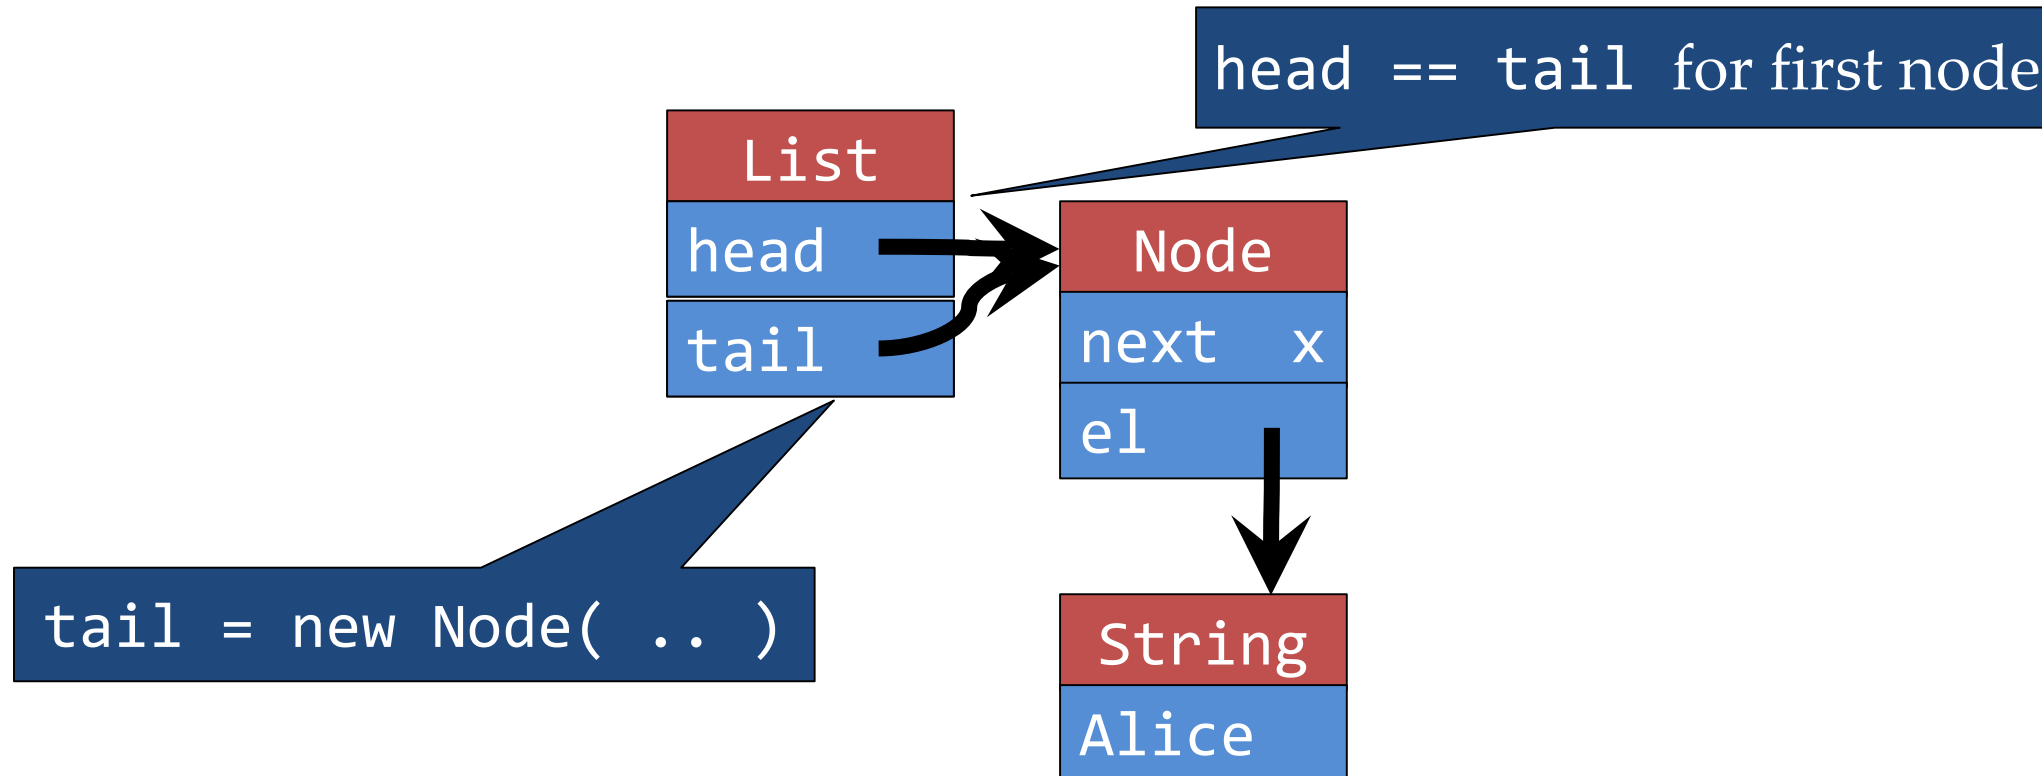 head == tail for first node
List
head
Node
tail
next x
el
tail = new Node( .. )
String
Alice